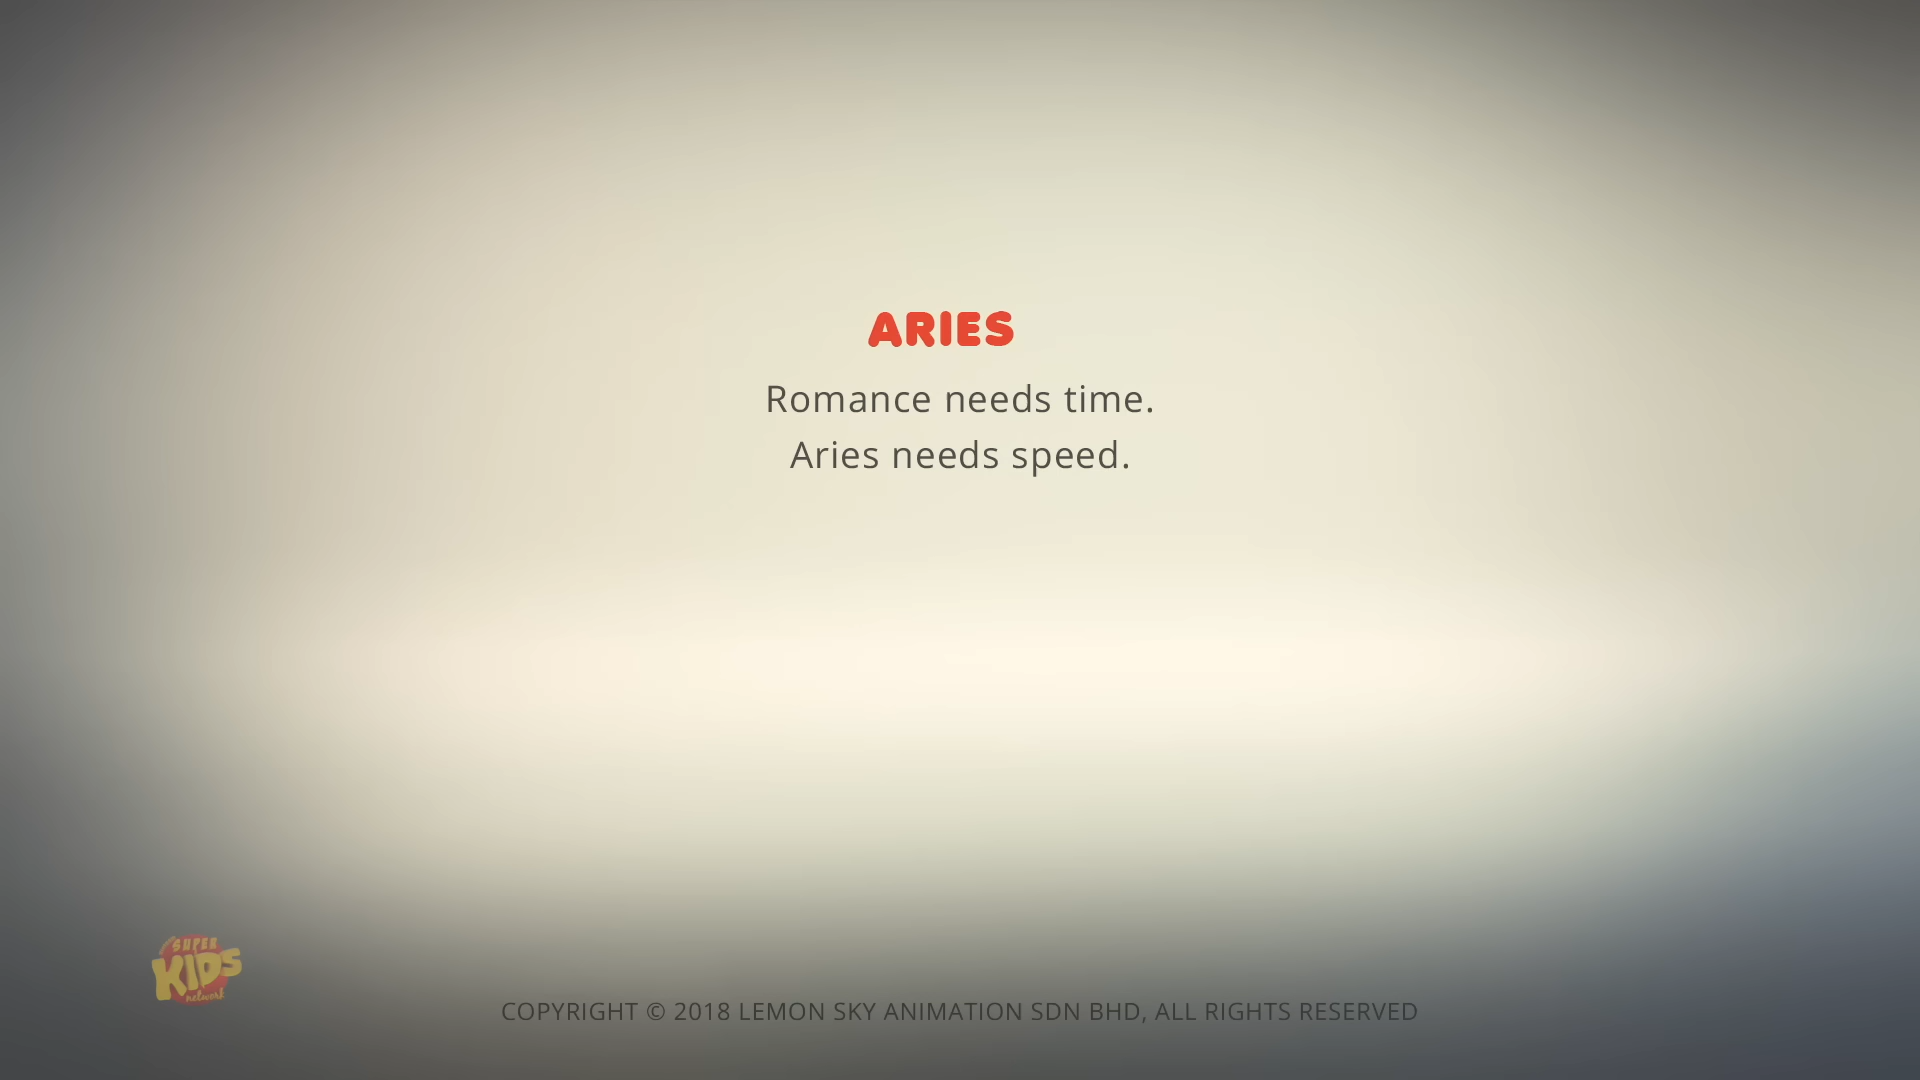 ARIES
Romance needs time.
Aries needs speed.
SUPER
KIDS
network
COPYRIGHT © 2018 LEMON SKY ANIMATION SDN BHD, ALL RIGHTS RESERVED